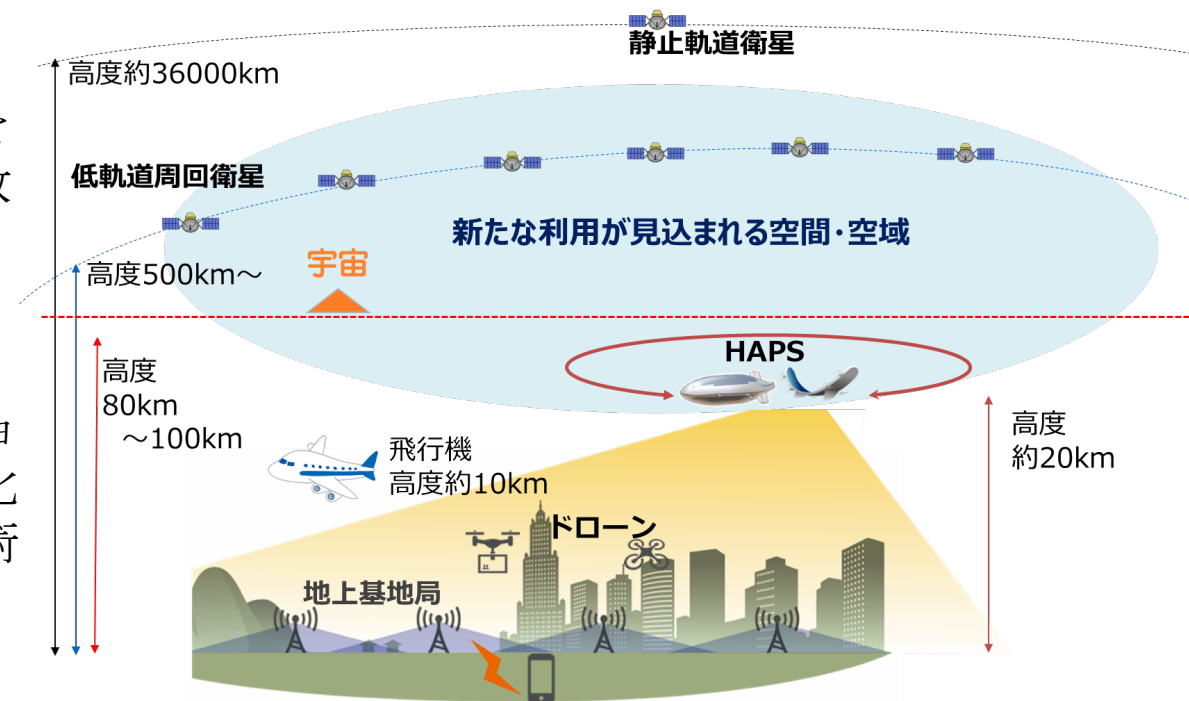 静止軌道衛星
高度約36000km
低軌道周回衛星
新たな利用が見込まれる空間・空域
高度500km～
宇宙
HAPS
高度
80km
～100km
高度
約20km
飛行機
高度約10km
ドローン
地上基地局
化
術